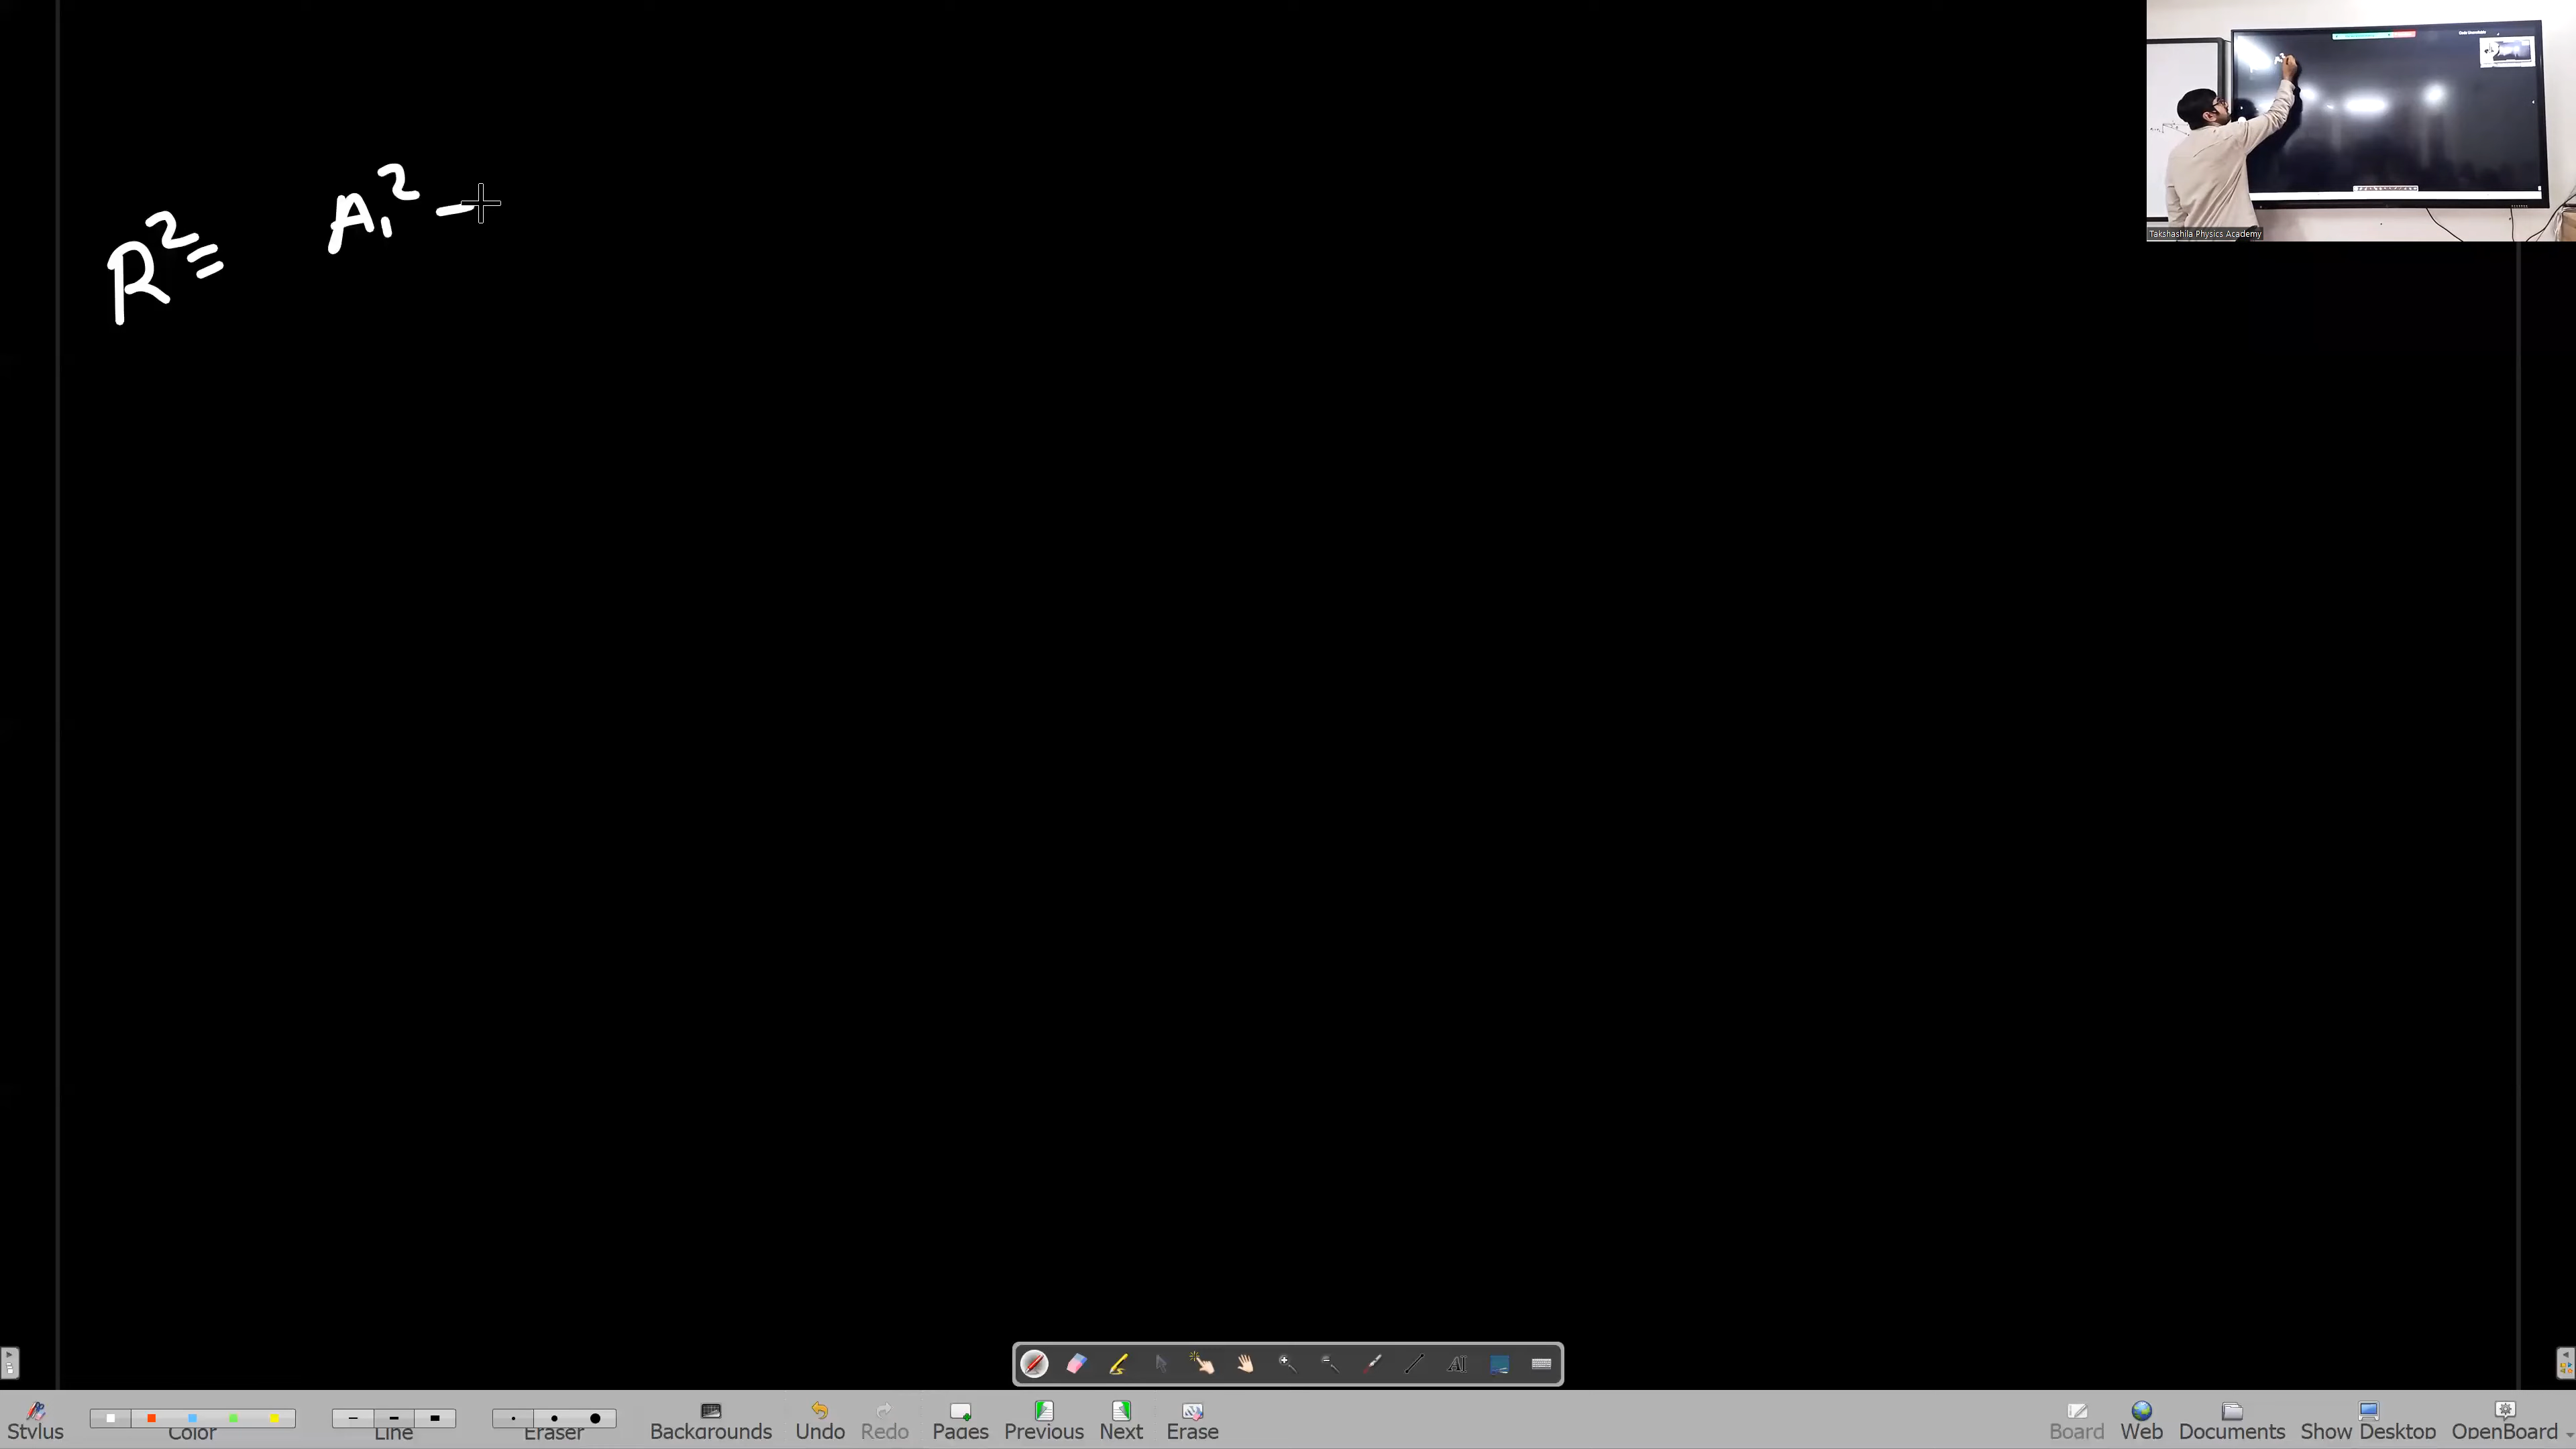 R² = A₁² -
Takshashila Physics Academy
Stylus Color Line Eraser Backgrounds Undo Redo Pages Previous Next Erase Board Web Documents Show Desktop OpenBoard